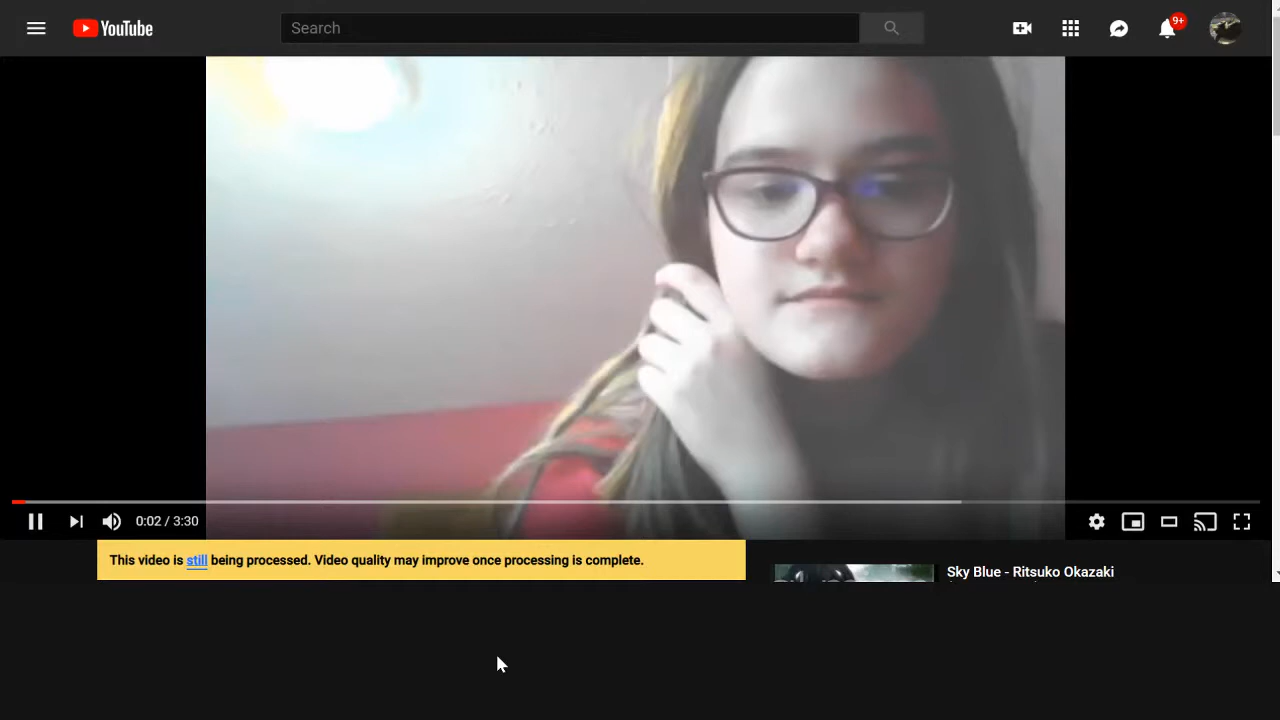 YouTube
Search
9+
0:02 / 3:30
This video is still being processed. Video quality may improve once processing is complete.
Sky Blue - Ritsuko Okazaki